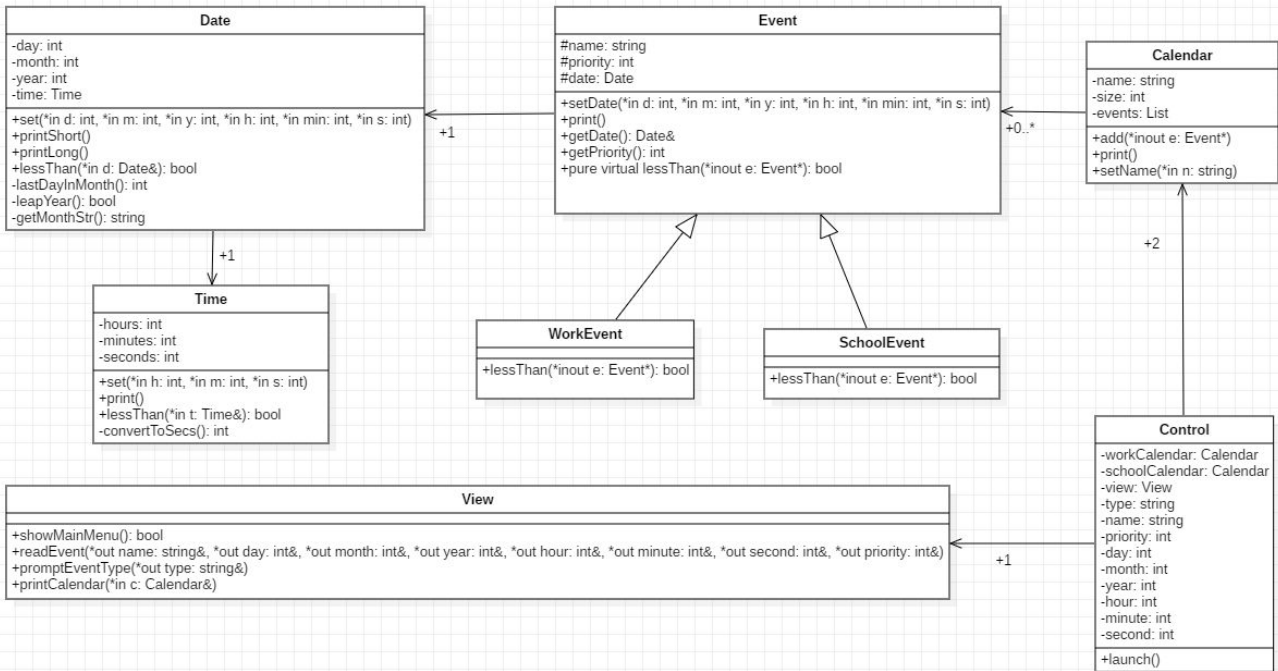 Date
-day: int
-month: int
-year: int
-time: Time
+set(*in d: int, *in m: int, *in y: int, *in h: int, *in min: int, *in s: int)
+printShort()
+printLong()
+lessThan(*in d: Date&): bool
-lastDayInMonth(): int
-leapYear(): bool
-getMonthStr(): string
+1
Event
#name: string
#priority: int
#date: Date
+setDate(*in d: int, *in m: int, *in y: int, *in h: int, *in min: int, *in s: int)
+print()
+getDate(): Date&
+getPriority(): int
+pure virtual lessThan(*inout e: Event*): bool
+0..*
Calendar
-name: string
-size: int
-events: List
+add(*inout e: Event*)
+print()
+setName(*in n: string)
+2
+1
Time
-hours: int
-minutes: int
-seconds: int
+set(*in h: int, *in m: int, *in s: int)
+print()
+lessThan(*in t: Time&): bool
-convertToSecs(): int
WorkEvent
+lessThan(*inout e: Event*): bool
SchoolEvent
+lessThan(*inout e: Event*): bool
View
+showMainMenu(): bool
+readEvent(*out name: string&, *out day: int&, *out month: int&, *out year: int&, *out hour: int&, *out minute: int&, *out second: int&, *out priority: int&)
+promptEventType(*out type: string&)
+printCalendar(*in c: Calendar&)
+1
Control
-workCalendar: Calendar
-schoolCalendar: Calendar
-view: View
-type: string
-name: string
-priority: int
-day: int
-month: int
-year: int
-hour: int
-minute: int
-second: int
+launch()